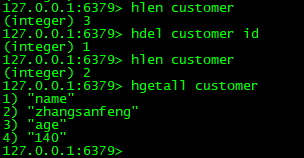 127.0.0.1:6379> hlen customer
(integer) 3
127.0.0.1:6379> hdel customer id
(integer) 1
127.0.0.1:6379> hlen customer
(integer) 2
127.0.0.1:6379> hgetall customer
1) "name"
2) "zhangsanfeng"
3) "age"
4) "140"
127.0.0.1:6379>